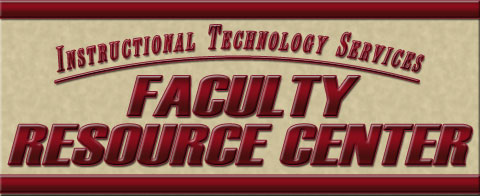 INSTRUCTIONAL TECHNOLOGY SERVICES
FACULTY
RESOURCE CENTER